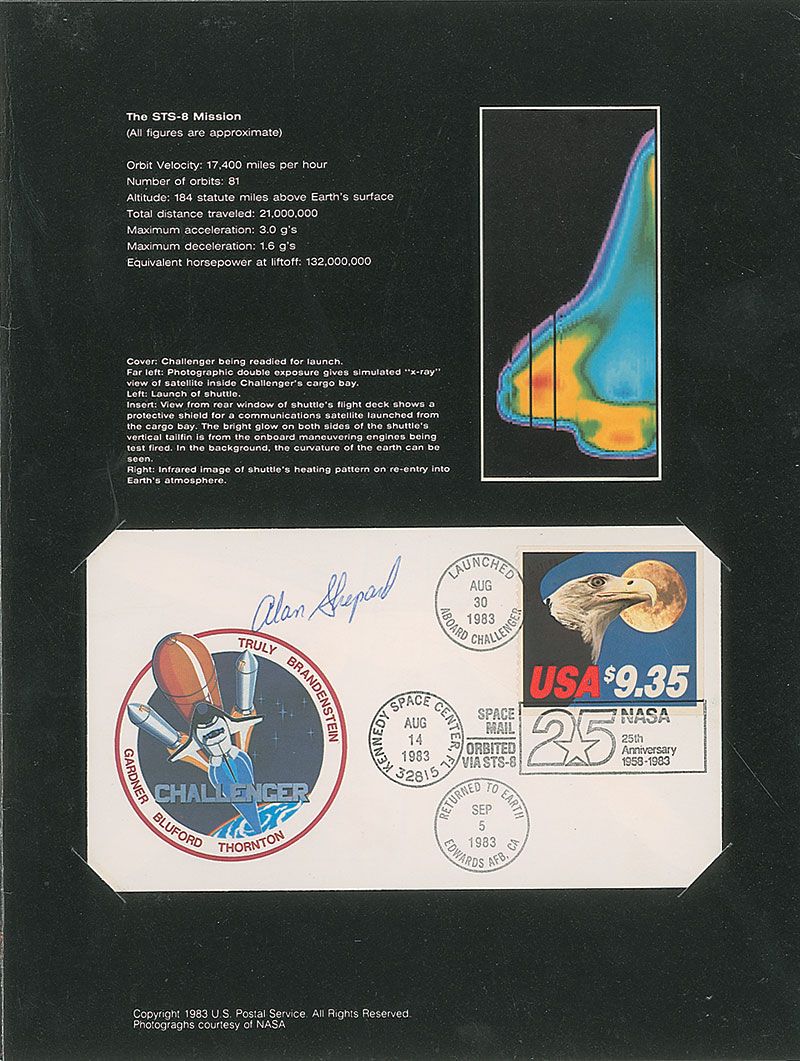 The STS-8 Mission
(All figures are approximate)
Orbit Velocity: 17,400 miles per hour
Number of orbits: 81
Altitude: 184 statute miles above Earth's surface
Total distance traveled: 21,000,000
Maximum acceleration: 3.0 g's
Maximum deceleration: 1.6 g's
Equivalent horsepower at liftoff: 132,000,000
Cover: Challenger being readied for launch.
Far left: Photographic double exposure gives simulated "x-ray"
view of satellite inside Challenger's cargo bay.
Left: Launch of shuttle.
Insert: View from rear window of shuttle's flight deck shows a
protective shield for a communications satellite launched from
the cargo bay. The bright glow on both sides of the shuttle's
vertical tailfin is from the onboard maneuvering engines being
test fired. In the background, the curvature of the earth can be
seen.
Right: Infrared image of shuttle's heating pattern on re-entry into
Earth's atmosphere.
Alan Shepard
LAUNCHED
AUG
30
1983
ABOARD CHALLENGER
USA $9.35
TRULY BRANDENSTEIN
CHALLENGER
GARDNER BLUFORD THORNTON
KENNEDY SPACE CENTER, FL
AUG
14
1983
32815
SPACE
MAIL
ORBITED
VIA STS-8
25 NASA
25th
Anniversary
1958-1983
RETURNED TO EARTH
SEP
5
1983
EDWARDS AFB, CA
Copyright 1983 U.S. Postal Service. All Rights Reserved.
Photograghs courtesy of NASA